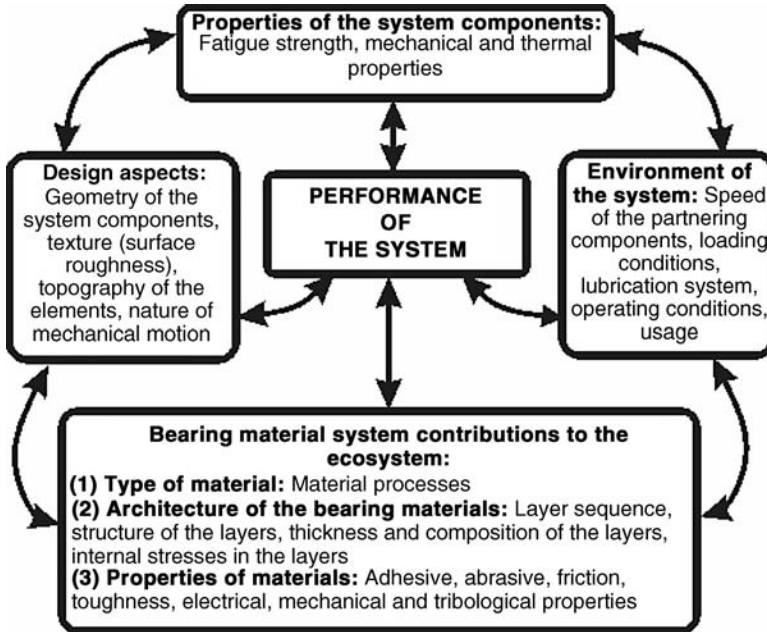 Properties of the system components:
Fatigue strength, mechanical and thermal
properties
Design aspects:
Geometry of the
system components,
texture (surface
roughness),
topography of the
elements, nature of
mechanical motion
PERFORMANCE
OF
THE SYSTEM
Environment of
the system: Speed
of the partnering
components, loading
conditions,
lubrication system,
operating conditions,
usage
Bearing material system contributions to the
ecosystem:
(1) Type of material: Material processes
(2) Architecture of the bearing materials: Layer sequence,
structure of the layers, thickness and composition of the layers,
internal stresses in the layers
(3) Properties of materials: Adhesive, abrasive, friction,
toughness, electrical, mechanical and tribological properties